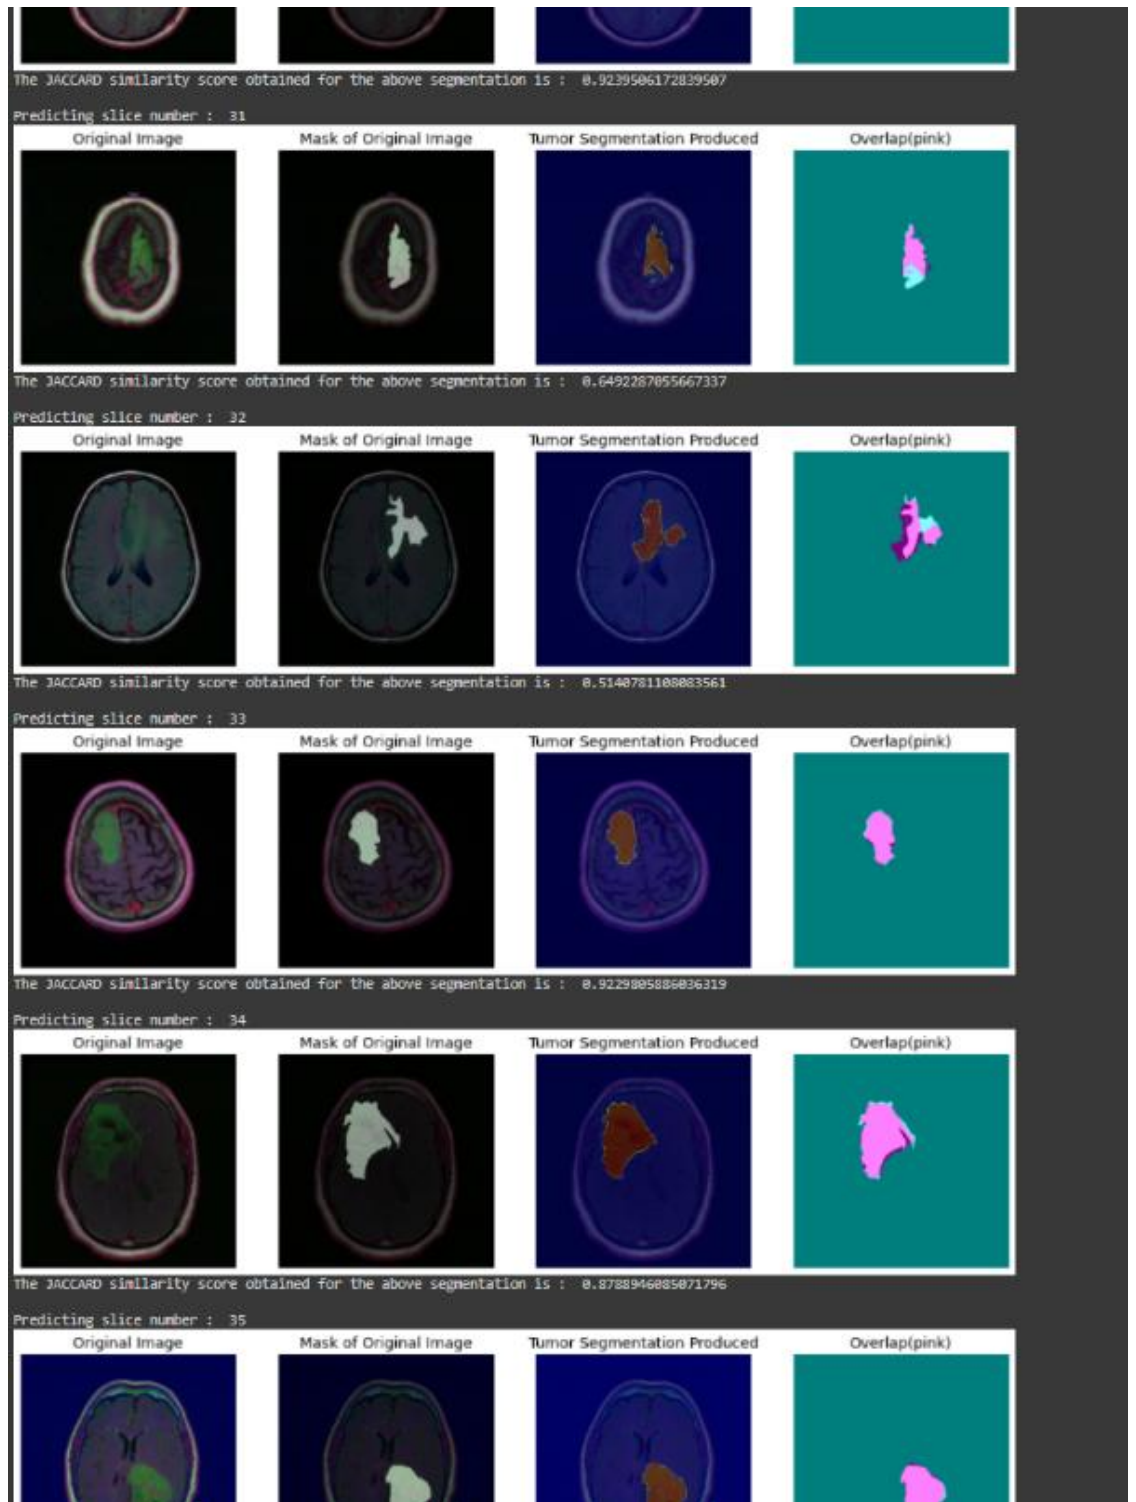 The JACCARD similarity score obtained for the above segmentation is : 0.9239506172839507
Predicting slice number : 31
Original Image Mask of Original Image Tumor Segmentation Produced Overlap(pink)
The JACCARD similarity score obtained for the above segmentation is : 0.6492287055667337
Predicting slice number : 32
Original Image Mask of Original Image Tumor Segmentation Produced Overlap(pink)
The JACCARD similarity score obtained for the above segmentation is : 0.5140781108083561
Predicting slice number : 33
Original Image Mask of Original Image Tumor Segmentation Produced Overlap(pink)
The JACCARD similarity score obtained for the above segmentation is : 0.9229805886036319
Predicting slice number : 34
Original Image Mask of Original Image Tumor Segmentation Produced Overlap(pink)
The JACCARD similarity score obtained for the above segmentation is : 0.8788946085071796
Predicting slice number : 35
Original Image Mask of Original Image Tumor Segmentation Produced Overlap(pink)